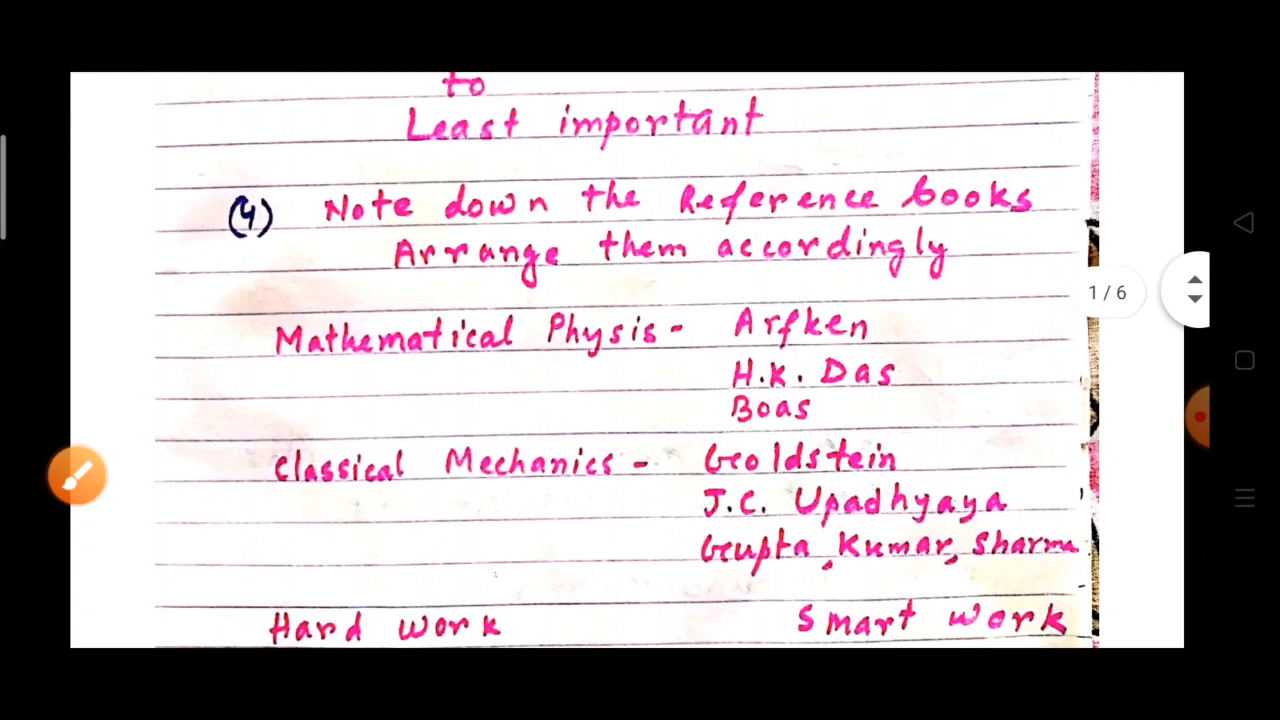 to
Least important
(4) Note down the Reference books
Arrange them accordingly
Mathematical Physis - Arfken
H.K. Das
Boas
Classical Mechanics - Goldstein
J.C. Upadhyaya
Gupta, Kumar, Sharma
Hard work Smart work
1 / 6